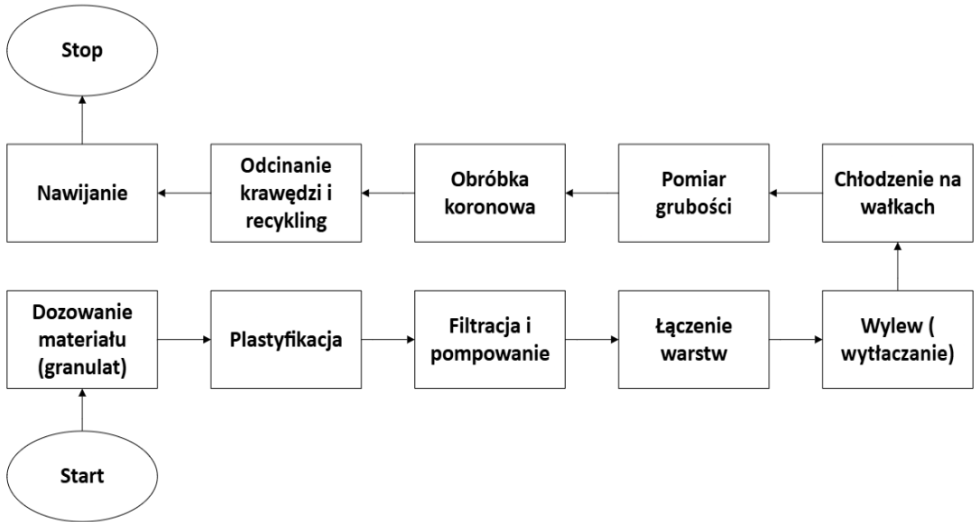 Stop
Nawijanie
Odcinanie
krawędzi i
recykling
Obróbka
koronowa
Pomiar
grubości
Chłodzenie na
wałkach
Dozowanie
materiału
(granulat)
Plastyfikacja
Filtracja i
pompowanie
Łączenie
warstw
Wylew (
wytłaczanie)
Start